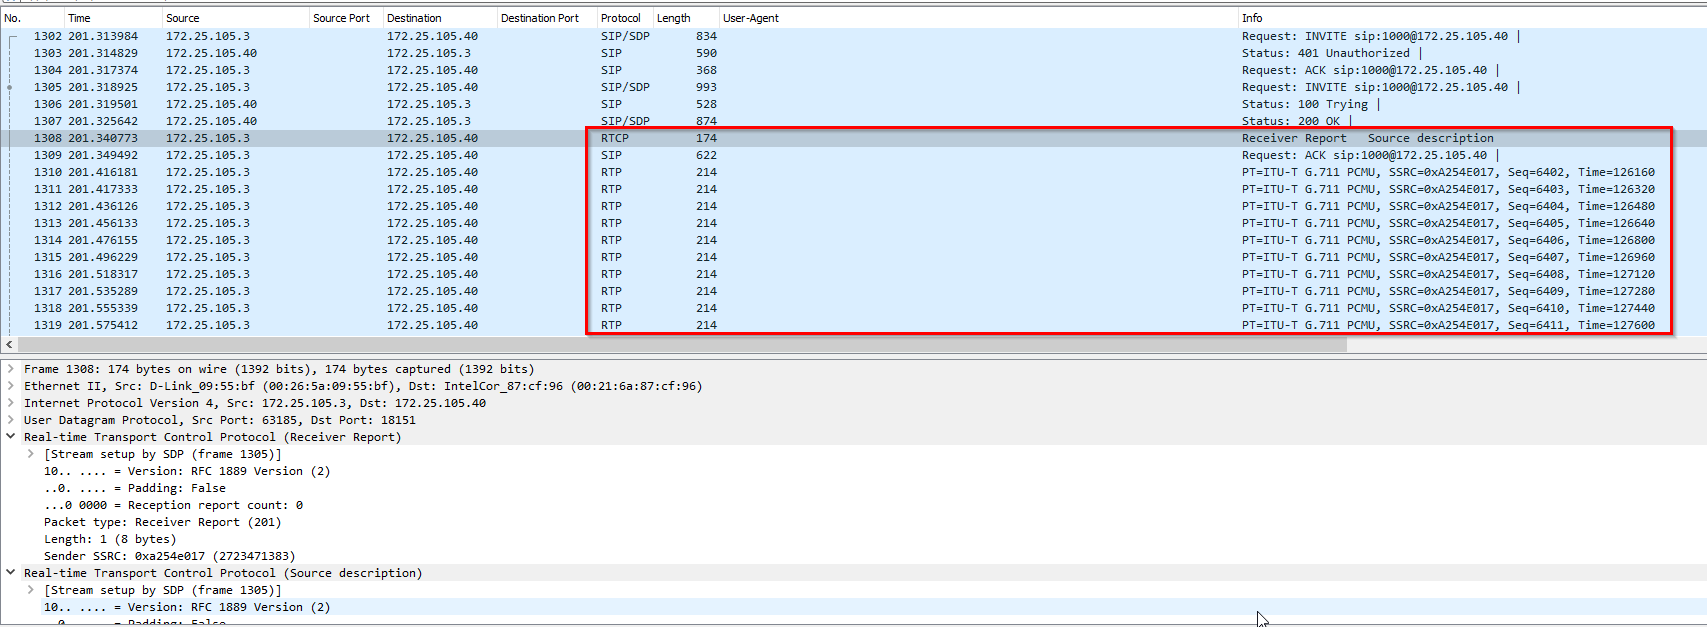 No. Time Source Source Port Destination Destination Port Protocol Length User-Agent Info
1302 201.313984 172.25.105.3 172.25.105.40 SIP/SDP 834 Request: INVITE sip:1000@172.25.105.40 |
1303 201.314829 172.25.105.40 172.25.105.3 SIP 590 Status: 401 Unauthorized |
1304 201.317374 172.25.105.3 172.25.105.40 SIP 368 Request: ACK sip:1000@172.25.105.40 |
1305 201.318925 172.25.105.3 172.25.105.40 SIP/SDP 993 Request: INVITE sip:1000@172.25.105.40 |
1306 201.319501 172.25.105.40 172.25.105.3 SIP 528 Status: 100 Trying |
1307 201.325642 172.25.105.40 172.25.105.3 SIP/SDP 874 Status: 200 OK |
1308 201.340773 172.25.105.3 172.25.105.40 RTCP 174 Receiver Report Source description
1309 201.349492 172.25.105.3 172.25.105.40 SIP 622 Request: ACK sip:1000@172.25.105.40 |
1310 201.416181 172.25.105.3 172.25.105.40 RTP 214 PT=ITU-T G.711 PCMU, SSRC=0xA254E017, Seq=6402, Time=126160
1311 201.417333 172.25.105.3 172.25.105.40 RTP 214 PT=ITU-T G.711 PCMU, SSRC=0xA254E017, Seq=6403, Time=126320
1312 201.436126 172.25.105.3 172.25.105.40 RTP 214 PT=ITU-T G.711 PCMU, SSRC=0xA254E017, Seq=6404, Time=126480
1313 201.456133 172.25.105.3 172.25.105.40 RTP 214 PT=ITU-T G.711 PCMU, SSRC=0xA254E017, Seq=6405, Time=126640
1314 201.476155 172.25.105.3 172.25.105.40 RTP 214 PT=ITU-T G.711 PCMU, SSRC=0xA254E017, Seq=6406, Time=126800
1315 201.496229 172.25.105.3 172.25.105.40 RTP 214 PT=ITU-T G.711 PCMU, SSRC=0xA254E017, Seq=6407, Time=126960
1316 201.518317 172.25.105.3 172.25.105.40 RTP 214 PT=ITU-T G.711 PCMU, SSRC=0xA254E017, Seq=6408, Time=127120
1317 201.535289 172.25.105.3 172.25.105.40 RTP 214 PT=ITU-T G.711 PCMU, SSRC=0xA254E017, Seq=6409, Time=127280
1318 201.555339 172.25.105.3 172.25.105.40 RTP 214 PT=ITU-T G.711 PCMU, SSRC=0xA254E017, Seq=6410, Time=127440
1319 201.575412 172.25.105.3 172.25.105.40 RTP 214 PT=ITU-T G.711 PCMU, SSRC=0xA254E017, Seq=6411, Time=127600
Frame 1308: 174 bytes on wire (1392 bits), 174 bytes captured (1392 bits)
Ethernet II, Src: D-Link_09:55:bf (00:26:5a:09:55:bf), Dst: IntelCor_87:cf:96 (00:21:6a:87:cf:96)
Internet Protocol Version 4, Src: 172.25.105.3, Dst: 172.25.105.40
User Datagram Protocol, Src Port: 63185, Dst Port: 18151
Real-time Transport Control Protocol (Receiver Report)
[Stream setup by SDP (frame 1305)]
10.. .... = Version: RFC 1889 Version (2)
..0. .... = Padding: False
...0 0000 = Reception report count: 0
Packet type: Receiver Report (201)
Length: 1 (8 bytes)
Sender SSRC: 0xa254e017 (2723471383)
Real-time Transport Control Protocol (Source description)
[Stream setup by SDP (frame 1305)]
10.. .... = Version: RFC 1889 Version (2)
..0. .... = Padding: False